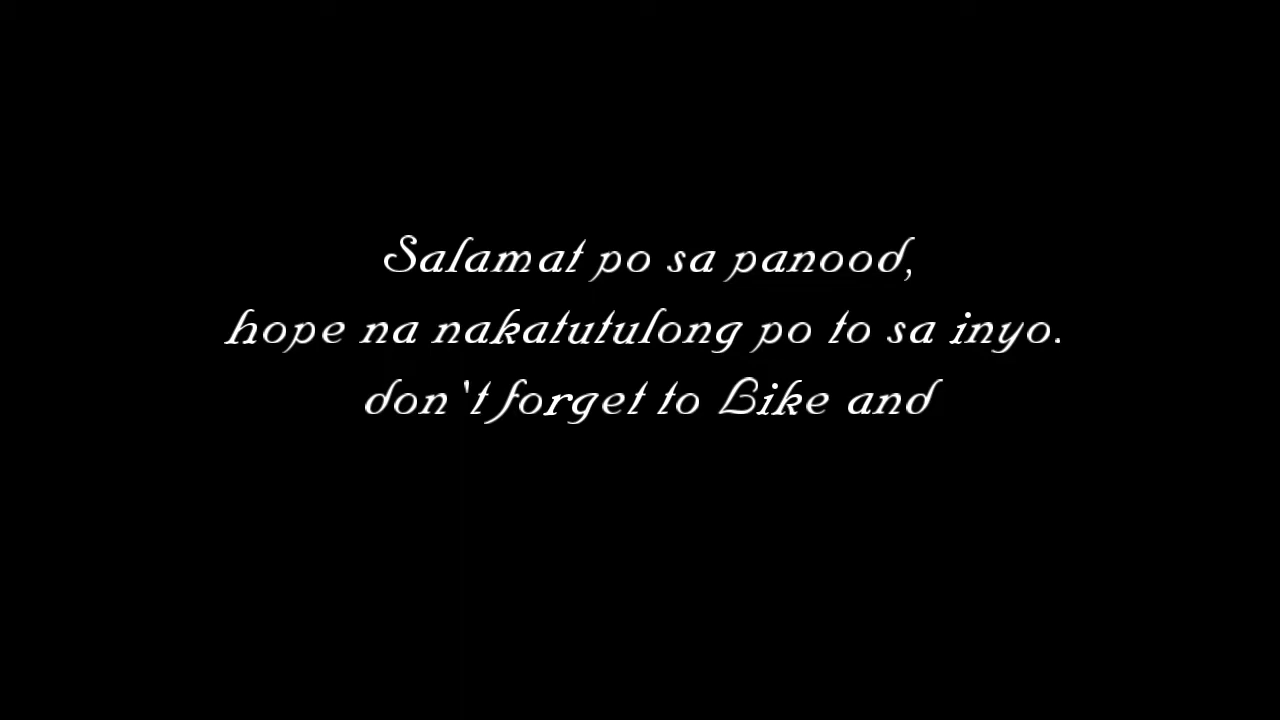 Salamat po sa panood,
hope na nakatutulong po to sa inyo.
don't forget to Like and